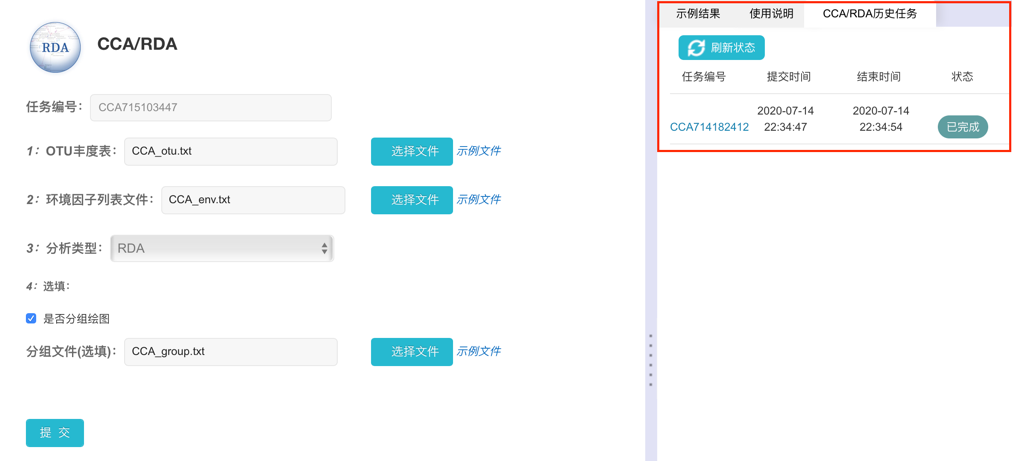 RDA
CCA/RDA
任务编号： CCA715103447
1： OTU丰度表： CCA_otu.txt 选择文件 示例文件
2： 环境因子列表文件： CCA_env.txt 选择文件 示例文件
3： 分析类型： RDA
4： 选填：
是否分组绘图
分组文件(选填)： CCA_group.txt 选择文件 示例文件
提 交
示例结果 使用说明 CCA/RDA历史任务
刷新状态
任务编号 提交时间 结束时间 状态
2020-07-14 2020-07-14
CCA714182412 22:34:47 22:34:54 已完成